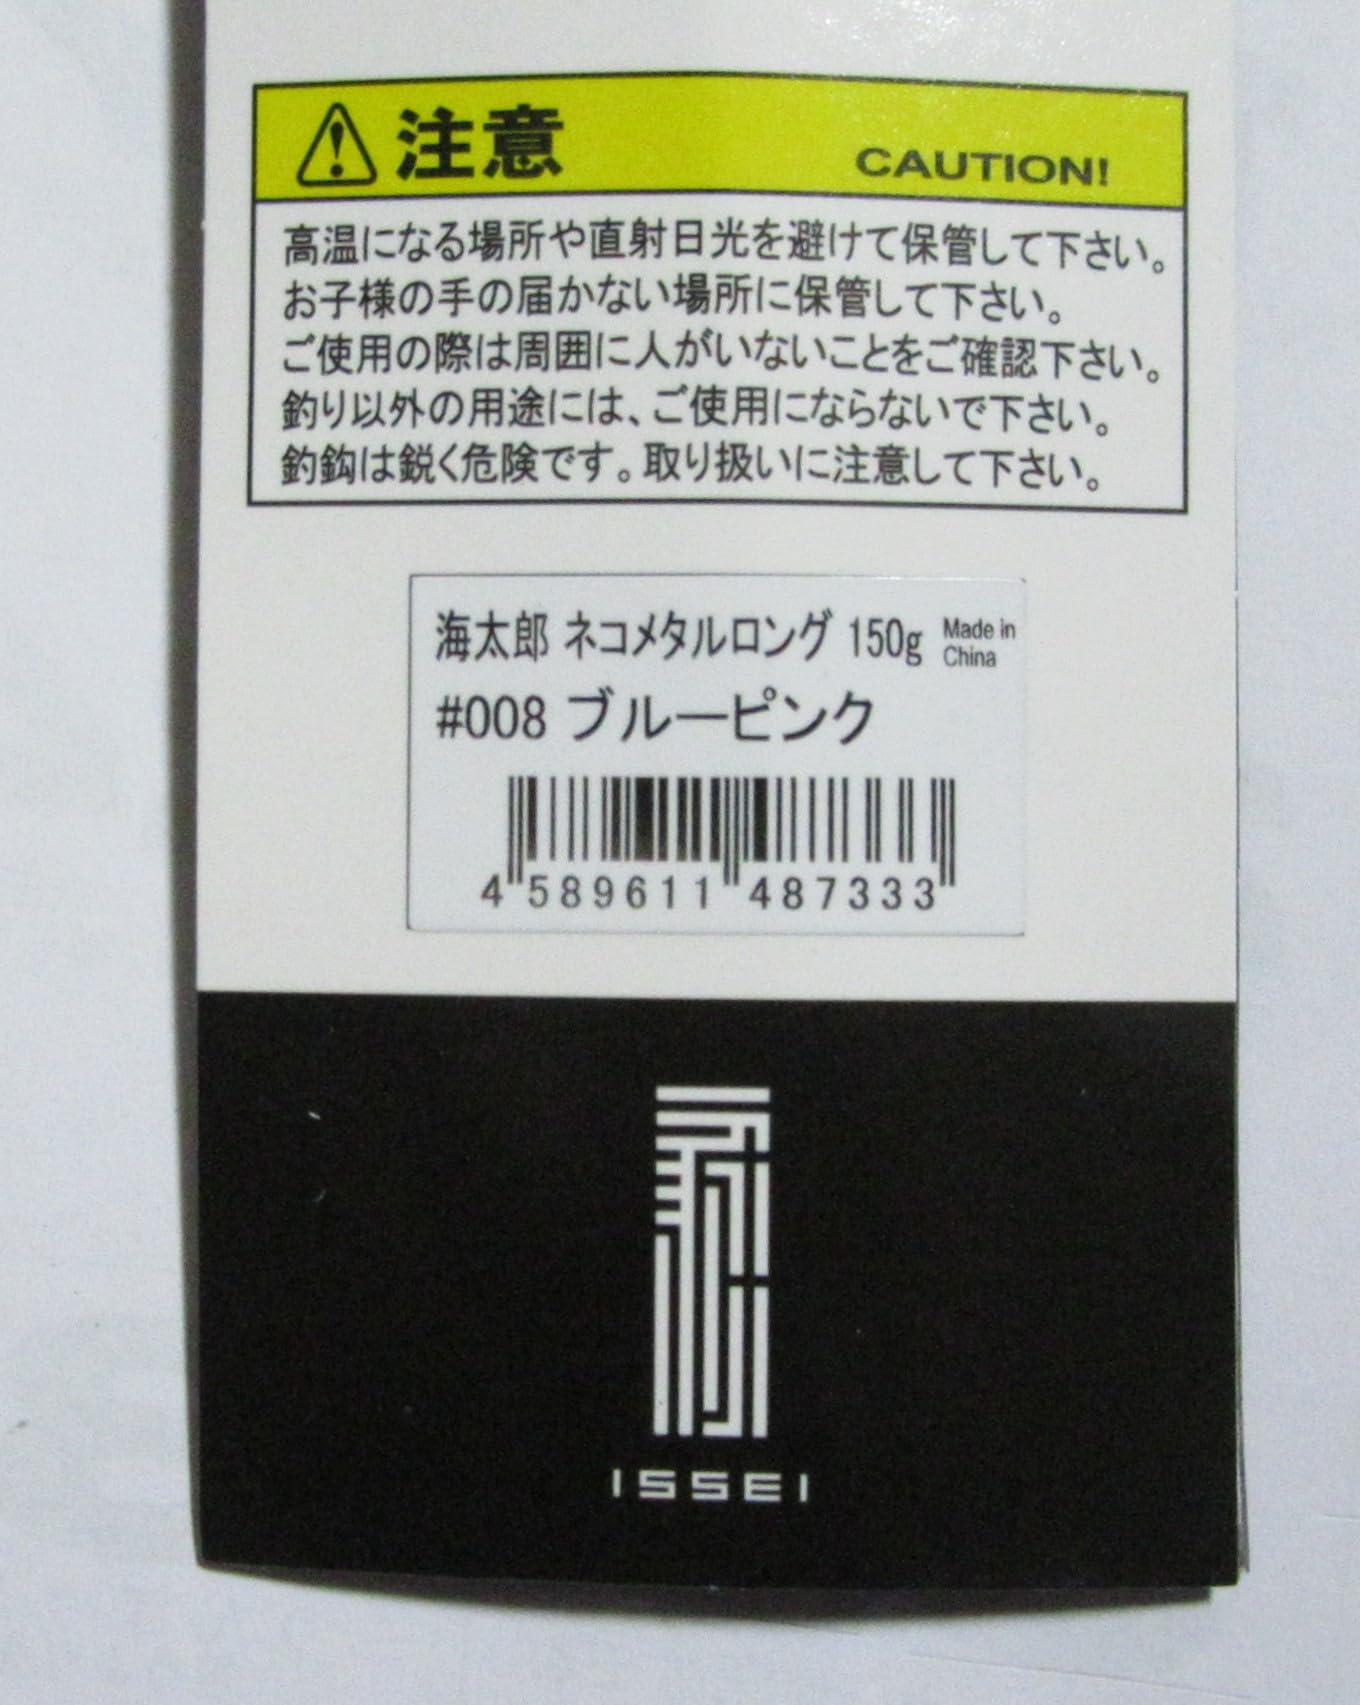 注意 CAUTION!
高温になる場所や直射日光を避けて保管して下さい。
お子様の手の届かない場所に保管して下さい。
ご使用の際は周囲に人がいないことをご確認下さい。
釣り以外の用途には、ご使用にならないで下さい。
釣鈎は鋭く危険です。取り扱いに注意して下さい。
海太郎 ネコメタルロング 150g Made in China
#008 ブルーピンク
4 589611 487333
ISSEI